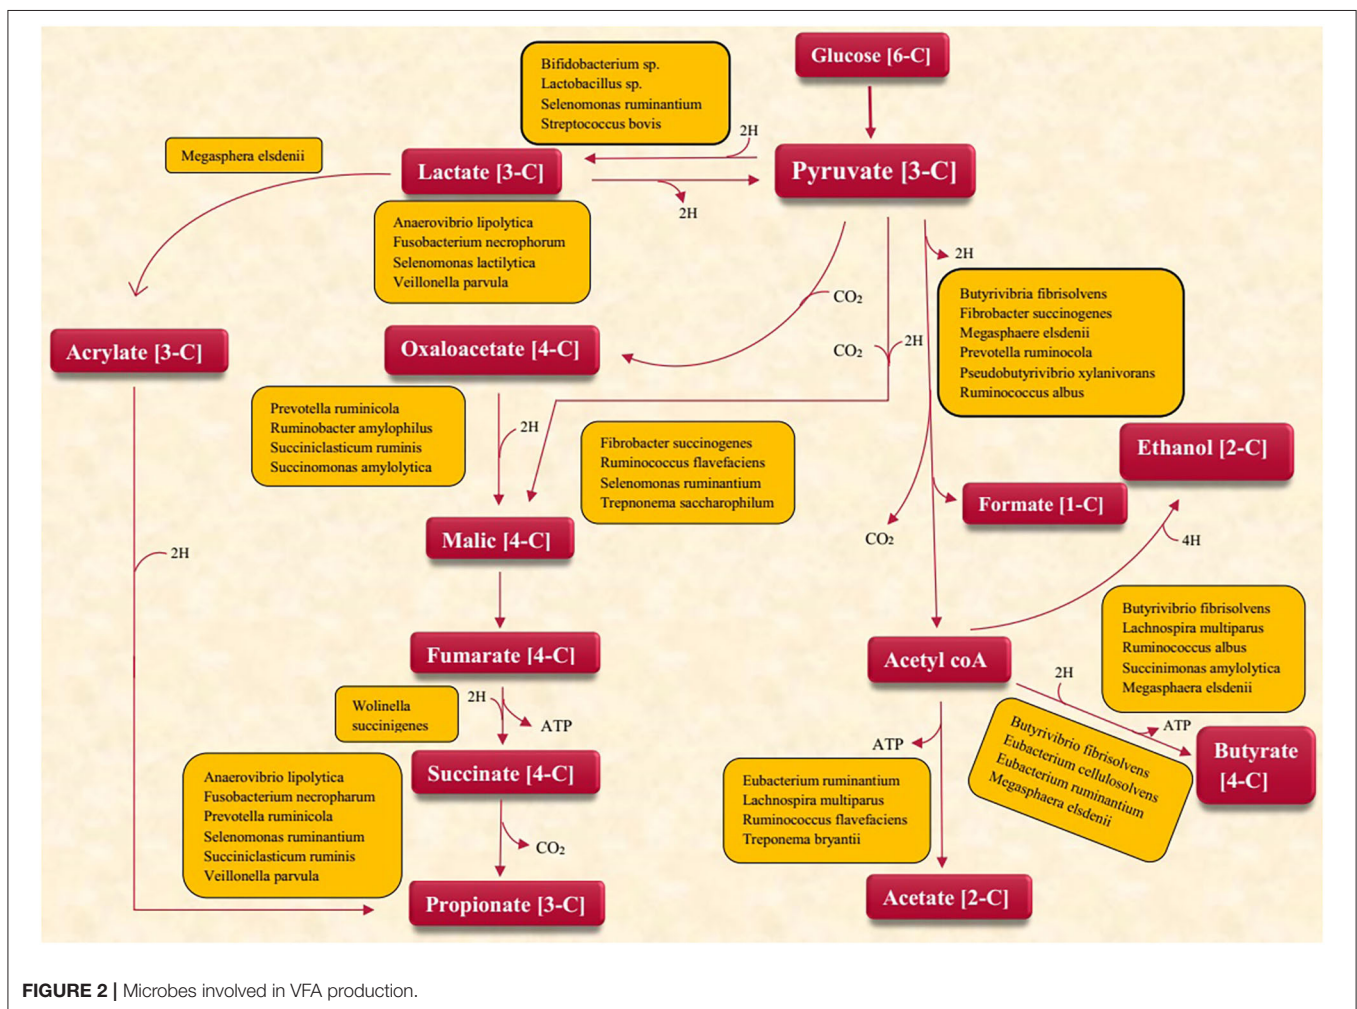 Glucose [6-C]
Bifidobacterium sp.
Lactobacillus sp.
Selenomonas ruminantium
Streptococcus bovis
2H
Megasphera elsdenii
Lactate [3-C]
Pyruvate [3-C]
2H
Anaerovibrio lipolytica
Fusobacterium necrophorum
Selenomonas lactilytica
Veillonella parvula
2H
CO₂
Butyrivibria fibrisolvens
Fibrobacter succinogenes
Megasphaere elsdenii
Prevotella ruminocola
Pseudobutyrivibrio xylanivorans
Ruminococcus albus
Acrylate [3-C]
Oxaloacetate [4-C]
CO₂
2H
Prevotella ruminicola
Ruminobacter amylophilus
Succiniclasticum ruminis
Succinomonas amylolytica
2H
Fibrobacter succinogenes
Ruminococcus flavefaciens
Selenomonas ruminantium
Trepnonema saccharophilum
Ethanol [2-C]
Formate [1-C]
Malic [4-C]
CO₂
4H
2H
Butyrivibrio fibrisolvens
Lachnospira multiparus
Ruminococcus albus
Succinimonas amylolytica
Megasphaera elsdenii
Fumarate [4-C]
Acetyl coA
2H
Wolinella
succinigenes
2H
ATP
ATP
ATP
Butyrivibrio fibrisolvens
Eubacterium cellulosolvens
Eubacterium ruminantium
Megasphaera elsdenii
Butyrate
[4-C]
Succinate [4-C]
Anaerovibrio lipolytica
Fusobacterium necropharum
Prevotella ruminicola
Selenomonas ruminantium
Succiniclasticum ruminis
Veillonella parvula
Eubacterium ruminantium
Lachnospira multiparus
Ruminococcus flavefaciens
Treponema bryantii
CO₂
Propionate [3-C]
Acetate [2-C]
FIGURE 2 | Microbes involved in VFA production.